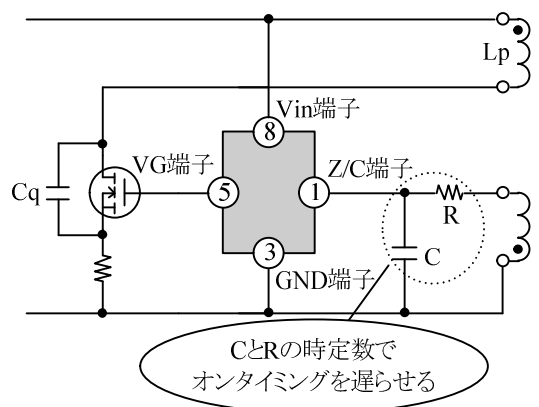 Lp
Vin端子
8
VG端子
Z/C端子
Cq
5
1
R
C
3
GND端子
CとRの時定数で
オンタイミングを遅らせる